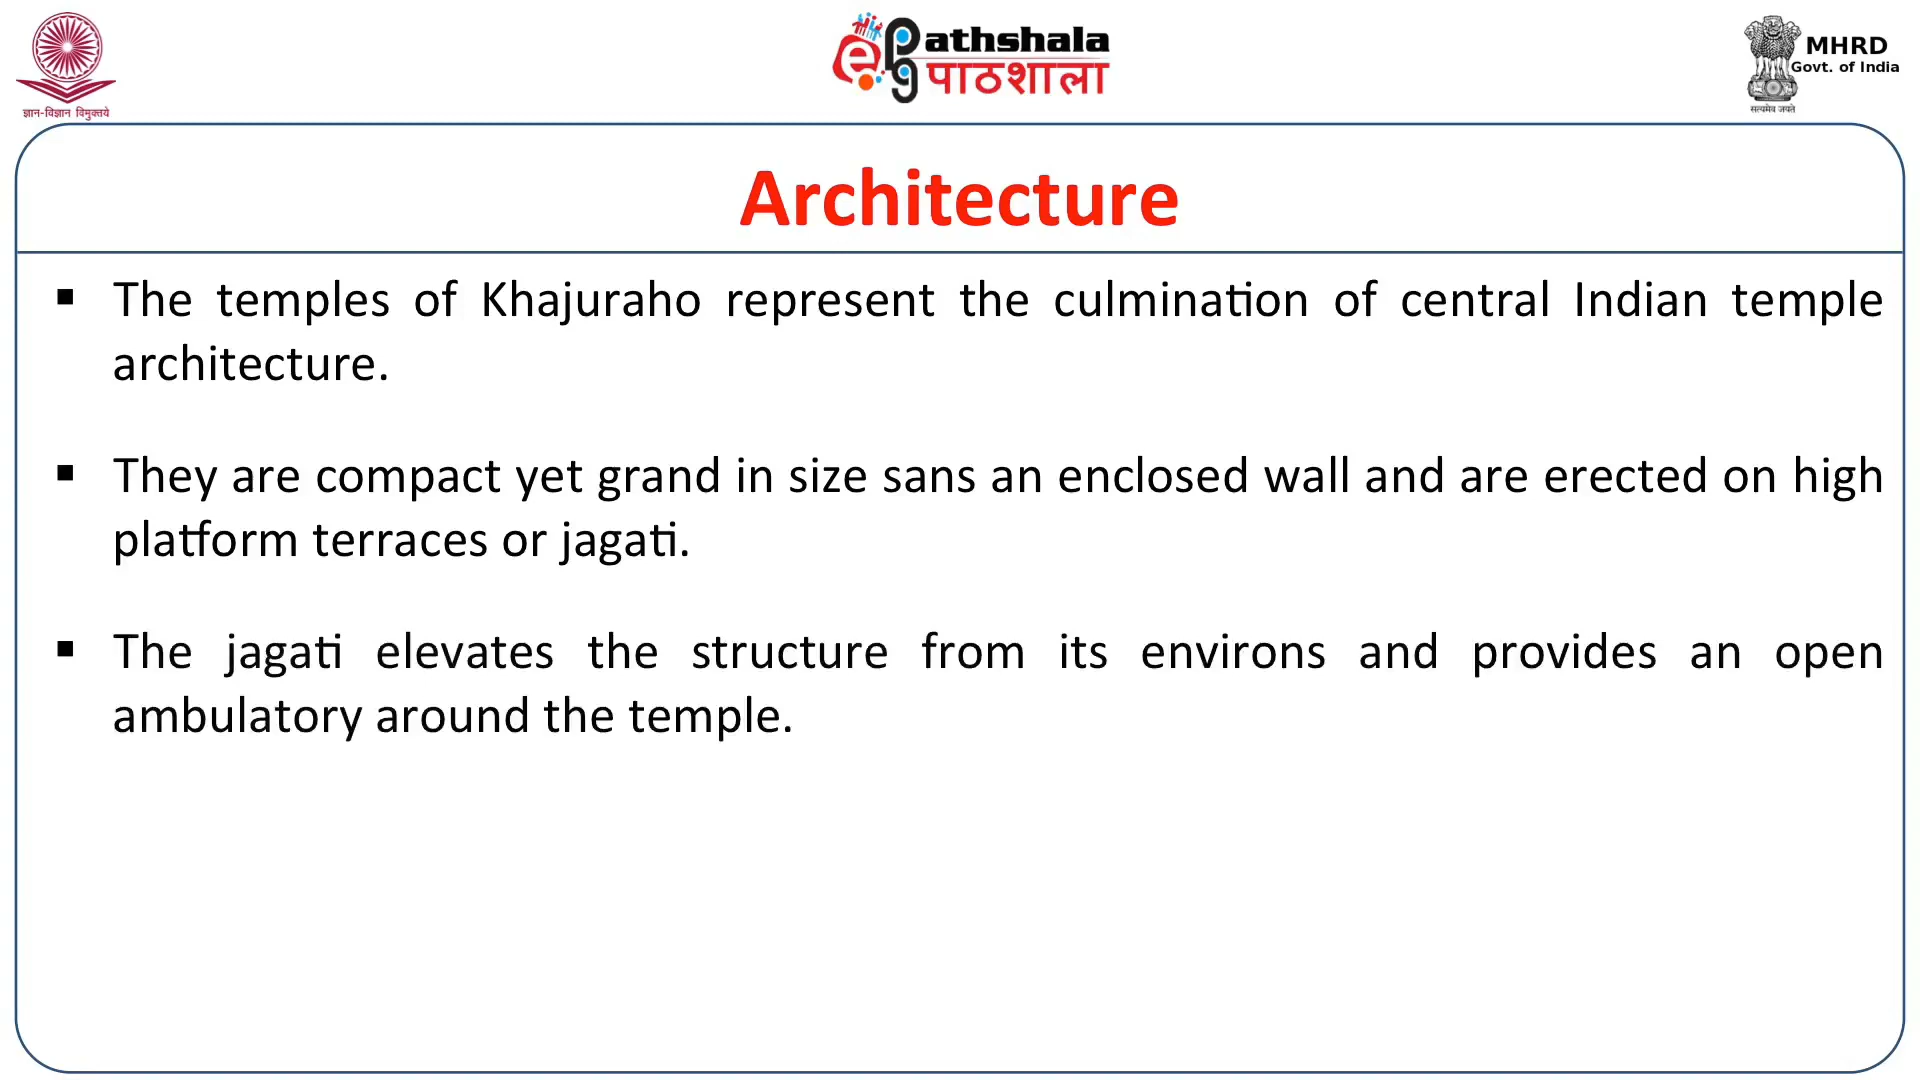 ज्ञान-विज्ञान विमुक्तये
e pg Pathshala
पाठशाला
MHRD
Govt. of India
सत्यमेव जयते
Architecture
▪ The temples of Khajuraho represent the culmination of central Indian temple
architecture.
▪ They are compact yet grand in size sans an enclosed wall and are erected on high
platform terraces or jagati.
▪ The jagati elevates the structure from its environs and provides an open
ambulatory around the temple.